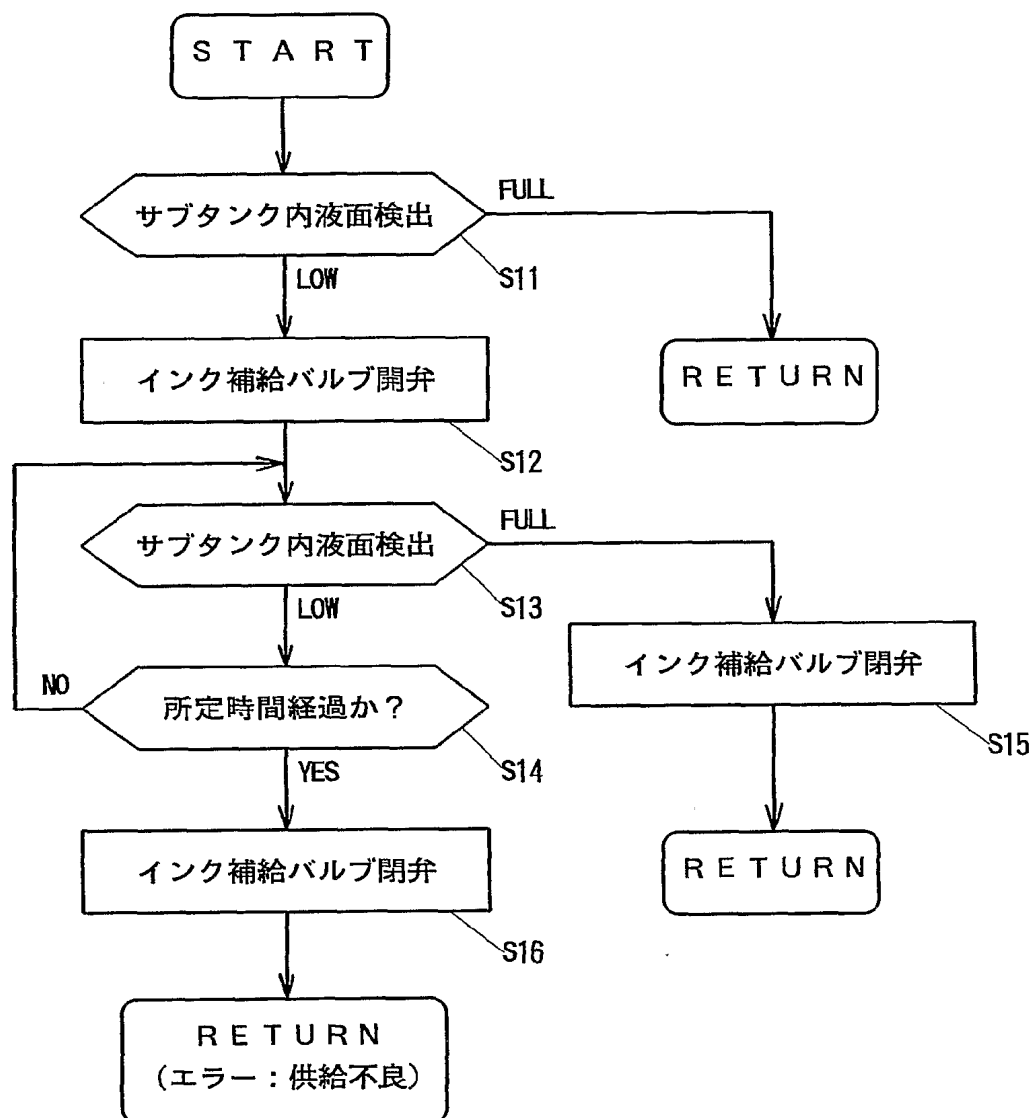 START
サブタンク内液面検出
FULL
S11
LOW
インク補給バルブ開弁
RETURN
S12
サブタンク内液面検出
FULL
S13
LOW
インク補給バルブ閉弁
NO
所定時間経過か？
S15
S14
YES
インク補給バルブ閉弁
RETURN
S16
RETURN
(エラー：供給不良)